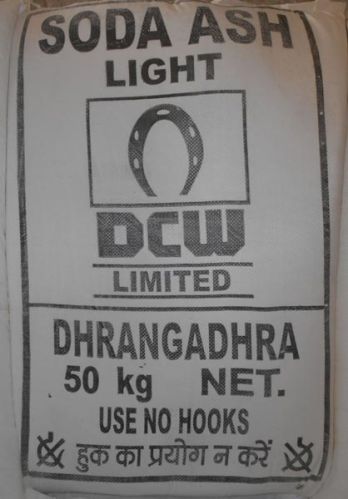 SODA ASH
LIGHT
DCW
LIMITED
DHRANGADHRA
50 kg NET.
USE NO HOOKS
हुक का प्रयोग न करें